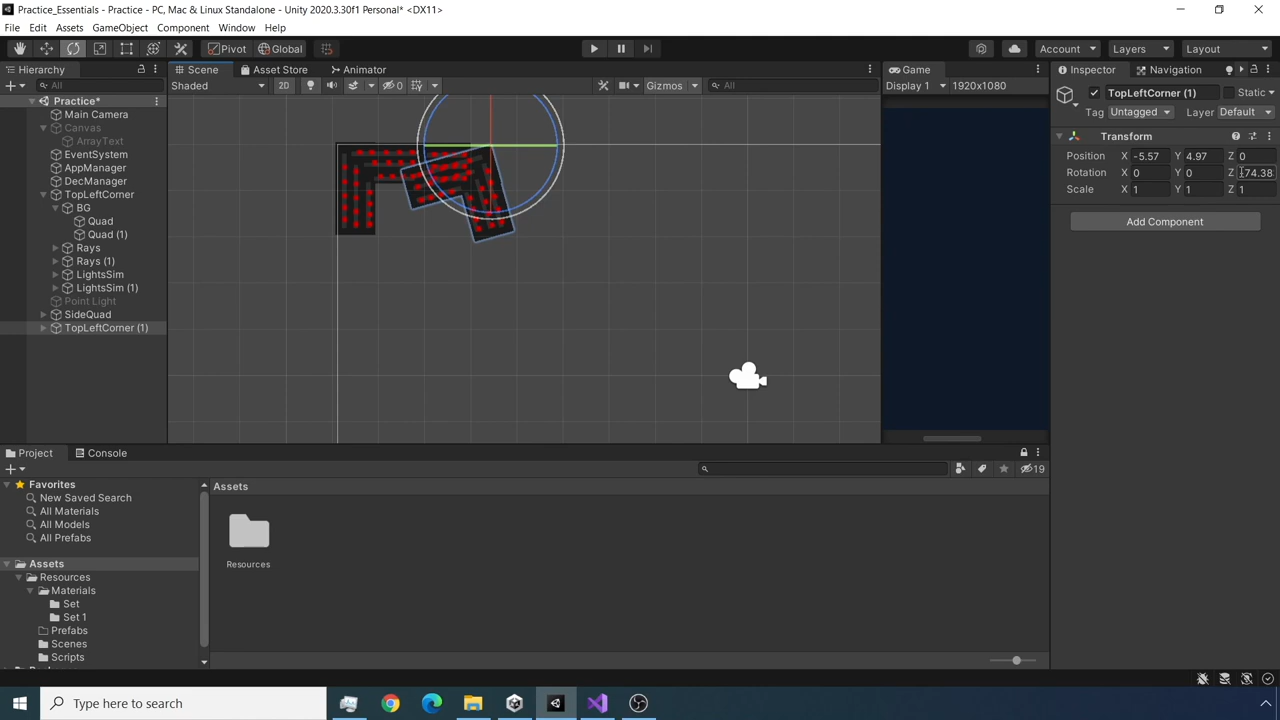 Practice_Essentials - Practice - PC, Mac & Linux Standalone - Unity 2020.3.30f1 Personal* <DX11>
File Edit Assets GameObject Component Window Help
Pivot Global Account Layers Layout
Hierarchy Scene Asset Store Animator Game Inspector Navigation
All Shaded 2D 0 Gizmos All Display 1 1920x1080 TopLeftCorner (1) Static
Practice*
Tag Untagged Layer Default
Main Camera
Canvas
Transform
ArrayText
EventSystem
Position X -5.57 Y 4.97 Z 0
AppManager
Rotation X 0 Y 0 Z 74.38
DecManager
Scale X 1 Y 1 Z 1
TopLeftCorner
BG
Quad
Add Component
Quad (1)
Rays
Rays (1)
LightsSim
LightsSim (1)
Point Light
SideQuad
TopLeftCorner (1)
Project Console
19
Favorites
New Saved Search
All Materials
All Models
All Prefabs
Assets
Resources
Materials
Set
Set 1
Prefabs
Scenes
Scripts
Assets
Resources
Type here to search